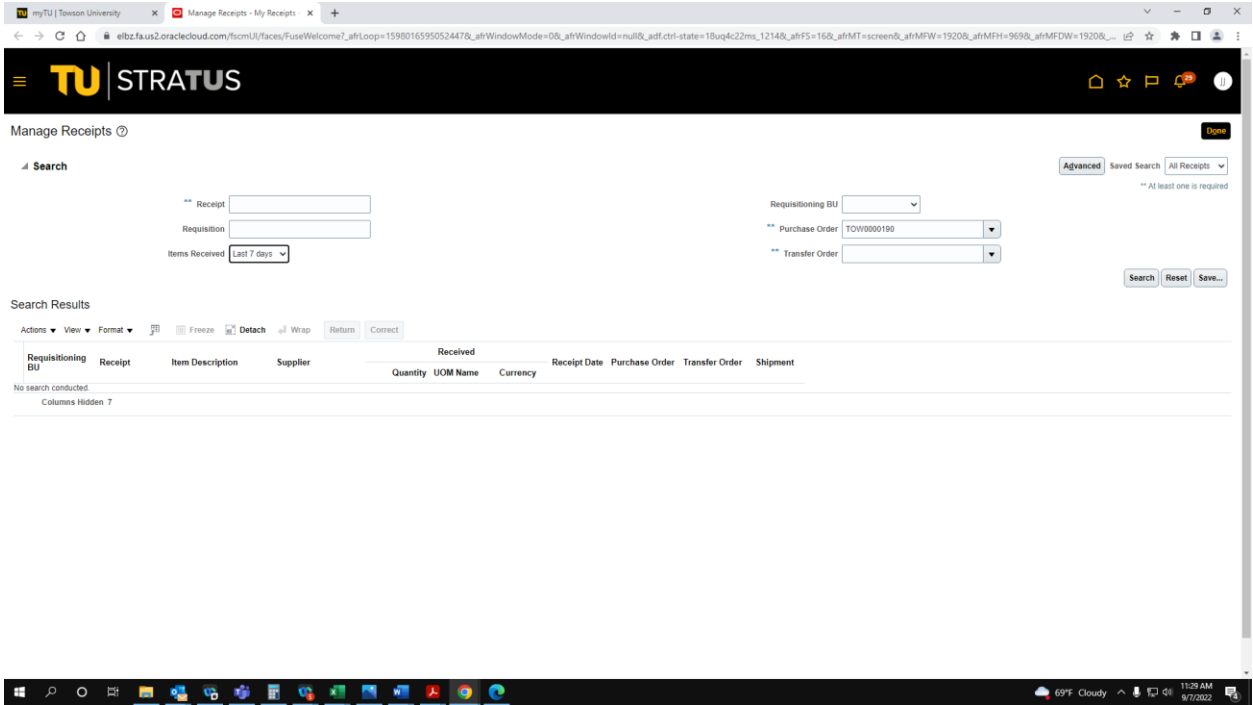 myTU | Towson University
Manage Receipts - My Receipts -
elbz.fa.us2.oraclecloud.com/fscmUI/faces/FuseWelcome?_afrLoop=1598016595052447&_afrWindowMode=0&_afrWindowId=null&_adf.ctrl-state=18uq4c22ms_1214&_afrFS=16&_afrMT=screen&_afrMFW=1920&_afrMFH=969&_afrMFDW=1920&_...
TU STRATUS
29
JJ
Manage Receipts
Done
Search
Advanced Saved Search All Receipts
** At least one is required
** Receipt
Requisitioning BU
Requisition
** Purchase Order TOW0000190
Items Received Last 7 days
** Transfer Order
Search Reset Save...
Search Results
Actions View Format Freeze Detach Wrap Return Correct
Requisitioning BU Receipt Item Description Supplier Received Receipt Date Purchase Order Transfer Order Shipment
Quantity UOM Name Currency
No search conducted.
Columns Hidden 7
69°F Cloudy
11:29 AM
9/7/2022